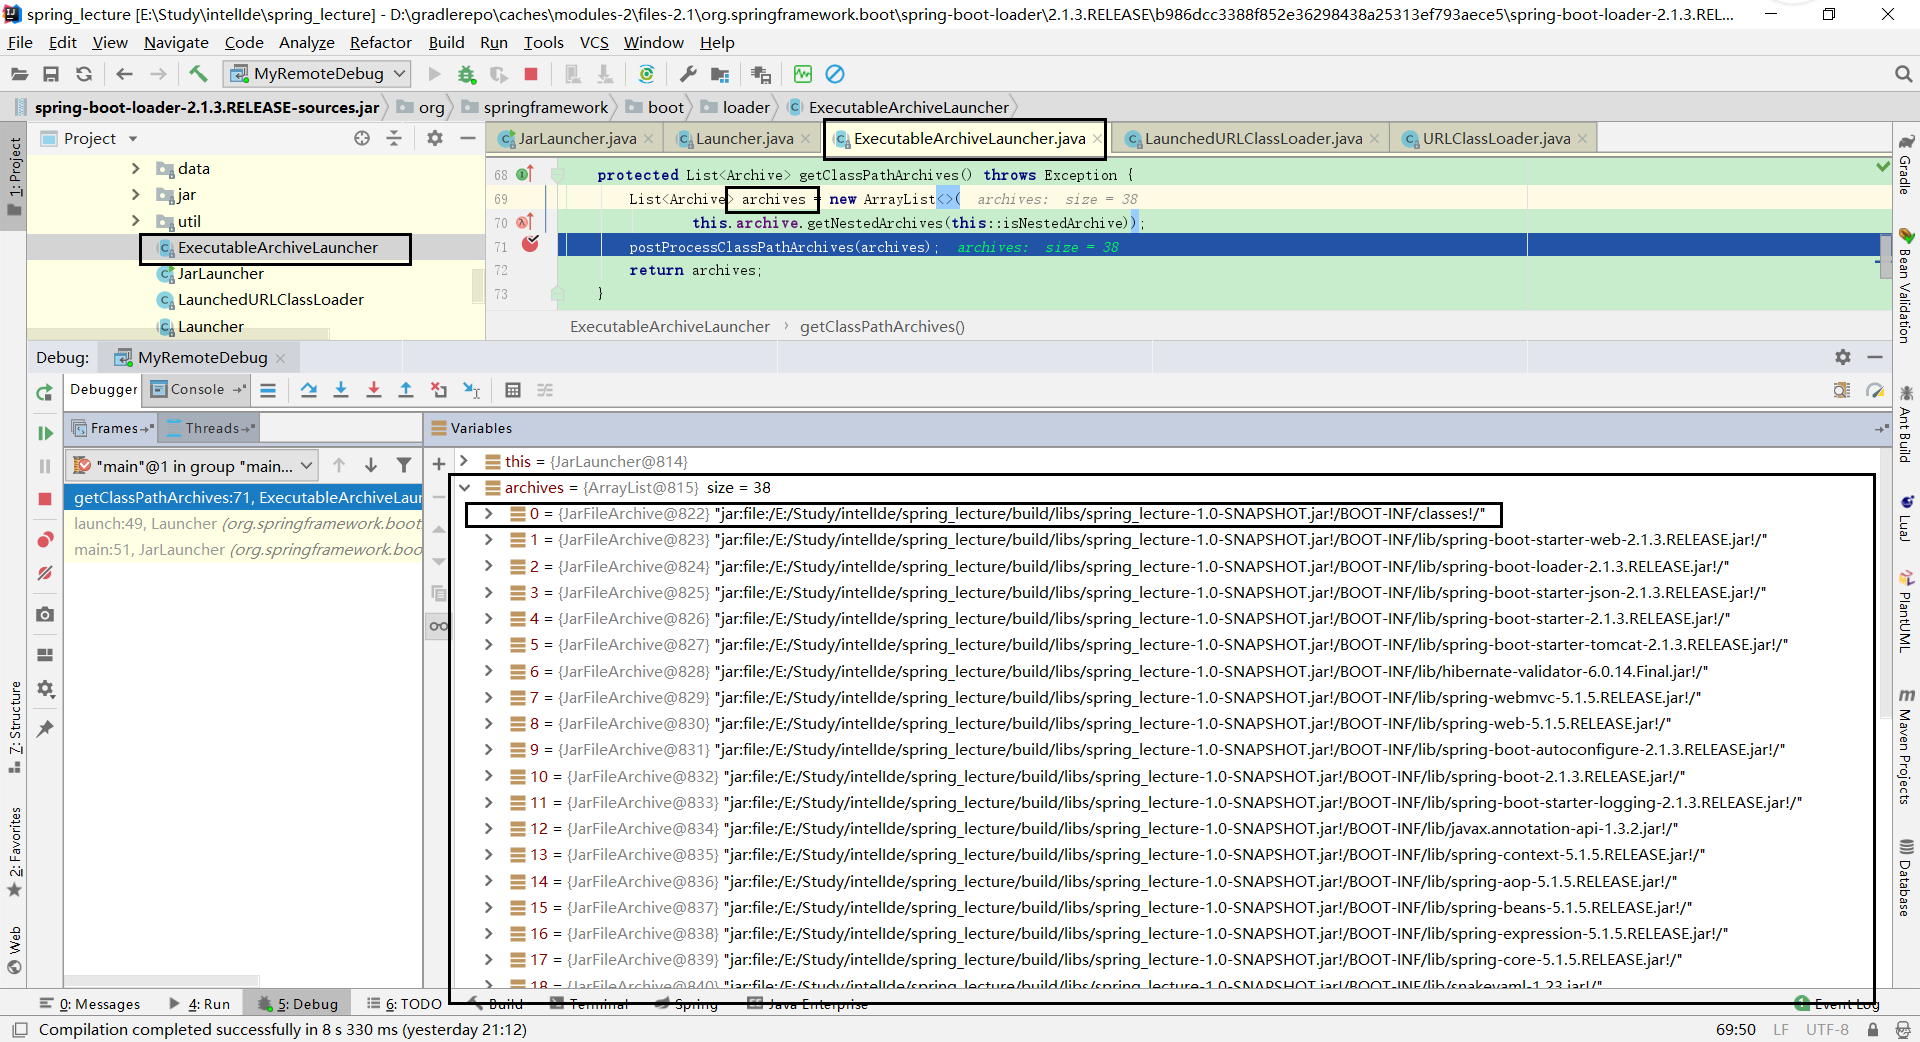 spring_lecture [E:\Study\intellIde\spring_lecture] - D:\gradlerepo\caches\modules-2\files-2.1\org.springframework.boot\spring-boot-loader\2.1.3.RELEASE\b986dcc3388f852e36298438a25313ef793aece5\spring-boot-loader-2.1.3.REL...
File Edit View Navigate Code Analyze Refactor Build Run Tools VCS Window Help
MyRemoteDebug
spring-boot-loader-2.1.3.RELEASE-sources.jar org springframework boot loader ExecutableArchiveLauncher
Project
JarLauncher.java Launcher.java ExecutableArchiveLauncher.java LaunchedURLClassLoader.java URLClassLoader.java
1: Project
data
jar
util
ExecutableArchiveLauncher
JarLauncher
LaunchedURLClassLoader
Launcher
68 protected List<Archive> getClassPathArchives() throws Exception {
69 List<Archive> archives = new ArrayList<>( archives: size = 38
70 this.archive.getNestedArchives(this::isNestedArchive));
71 postProcessClassPathArchives(archives); archives: size = 38
72 return archives;
73 }
ExecutableArchiveLauncher › getClassPathArchives()
Gradle
Bean Validation
Ant Build
LuaJ
PlantUML
Maven Projects
Database
Debug: MyRemoteDebug
Debugger Console
Frames Threads
Variables
"main"@1 in group "main...
getClassPathArchives:71, ExecutableArchiveLau
launch:49, Launcher (org.springframework.boot
main:51, JarLauncher (org.springframework.boo
this = {JarLauncher@814}
archives = {ArrayList@815} size = 38
0 = {JarFileArchive@822} "jar:file:/E:/Study/intellIde/spring_lecture/build/libs/spring_lecture-1.0-SNAPSHOT.jar!/BOOT-INF/classes!/"
1 = {JarFileArchive@823} "jar:file:/E:/Study/intellIde/spring_lecture/build/libs/spring_lecture-1.0-SNAPSHOT.jar!/BOOT-INF/lib/spring-boot-starter-web-2.1.3.RELEASE.jar!/"
2 = {JarFileArchive@824} "jar:file:/E:/Study/intellIde/spring_lecture/build/libs/spring_lecture-1.0-SNAPSHOT.jar!/BOOT-INF/lib/spring-boot-loader-2.1.3.RELEASE.jar!/"
3 = {JarFileArchive@825} "jar:file:/E:/Study/intellIde/spring_lecture/build/libs/spring_lecture-1.0-SNAPSHOT.jar!/BOOT-INF/lib/spring-boot-starter-json-2.1.3.RELEASE.jar!/"
4 = {JarFileArchive@826} "jar:file:/E:/Study/intellIde/spring_lecture/build/libs/spring_lecture-1.0-SNAPSHOT.jar!/BOOT-INF/lib/spring-boot-starter-2.1.3.RELEASE.jar!/"
5 = {JarFileArchive@827} "jar:file:/E:/Study/intellIde/spring_lecture/build/libs/spring_lecture-1.0-SNAPSHOT.jar!/BOOT-INF/lib/spring-boot-starter-tomcat-2.1.3.RELEASE.jar!/"
6 = {JarFileArchive@828} "jar:file:/E:/Study/intellIde/spring_lecture/build/libs/spring_lecture-1.0-SNAPSHOT.jar!/BOOT-INF/lib/hibernate-validator-6.0.14.Final.jar!/"
7 = {JarFileArchive@829} "jar:file:/E:/Study/intellIde/spring_lecture/build/libs/spring_lecture-1.0-SNAPSHOT.jar!/BOOT-INF/lib/spring-webmvc-5.1.5.RELEASE.jar!/"
8 = {JarFileArchive@830} "jar:file:/E:/Study/intellIde/spring_lecture/build/libs/spring_lecture-1.0-SNAPSHOT.jar!/BOOT-INF/lib/spring-web-5.1.5.RELEASE.jar!/"
9 = {JarFileArchive@831} "jar:file:/E:/Study/intellIde/spring_lecture/build/libs/spring_lecture-1.0-SNAPSHOT.jar!/BOOT-INF/lib/spring-boot-autoconfigure-2.1.3.RELEASE.jar!/"
10 = {JarFileArchive@832} "jar:file:/E:/Study/intellIde/spring_lecture/build/libs/spring_lecture-1.0-SNAPSHOT.jar!/BOOT-INF/lib/spring-boot-2.1.3.RELEASE.jar!/"
11 = {JarFileArchive@833} "jar:file:/E:/Study/intellIde/spring_lecture/build/libs/spring_lecture-1.0-SNAPSHOT.jar!/BOOT-INF/lib/spring-boot-starter-logging-2.1.3.RELEASE.jar!/"
12 = {JarFileArchive@834} "jar:file:/E:/Study/intellIde/spring_lecture/build/libs/spring_lecture-1.0-SNAPSHOT.jar!/BOOT-INF/lib/javax.annotation-api-1.3.2.jar!/"
13 = {JarFileArchive@835} "jar:file:/E:/Study/intellIde/spring_lecture/build/libs/spring_lecture-1.0-SNAPSHOT.jar!/BOOT-INF/lib/spring-context-5.1.5.RELEASE.jar!/"
14 = {JarFileArchive@836} "jar:file:/E:/Study/intellIde/spring_lecture/build/libs/spring_lecture-1.0-SNAPSHOT.jar!/BOOT-INF/lib/spring-aop-5.1.5.RELEASE.jar!/"
15 = {JarFileArchive@837} "jar:file:/E:/Study/intellIde/spring_lecture/build/libs/spring_lecture-1.0-SNAPSHOT.jar!/BOOT-INF/lib/spring-beans-5.1.5.RELEASE.jar!/"
16 = {JarFileArchive@838} "jar:file:/E:/Study/intellIde/spring_lecture/build/libs/spring_lecture-1.0-SNAPSHOT.jar!/BOOT-INF/lib/spring-expression-5.1.5.RELEASE.jar!/"
17 = {JarFileArchive@839} "jar:file:/E:/Study/intellIde/spring_lecture/build/libs/spring_lecture-1.0-SNAPSHOT.jar!/BOOT-INF/lib/spring-core-5.1.5.RELEASE.jar!/"
18 = {JarFileArchive@840} "jar:file:/E:/Study/intellIde/spring_lecture/build/libs/spring_lecture-1.0-SNAPSHOT.jar!/BOOT-INF/lib/snakeyaml-1.23.jar!/"
7: Structure
2: Favorites
Web
0: Messages 4: Run 5: Debug 6: TODO Build Terminal Spring Java Enterprise Event Log
Compilation completed successfully in 8 s 330 ms (yesterday 21:12) 69:50 LF UTF-8